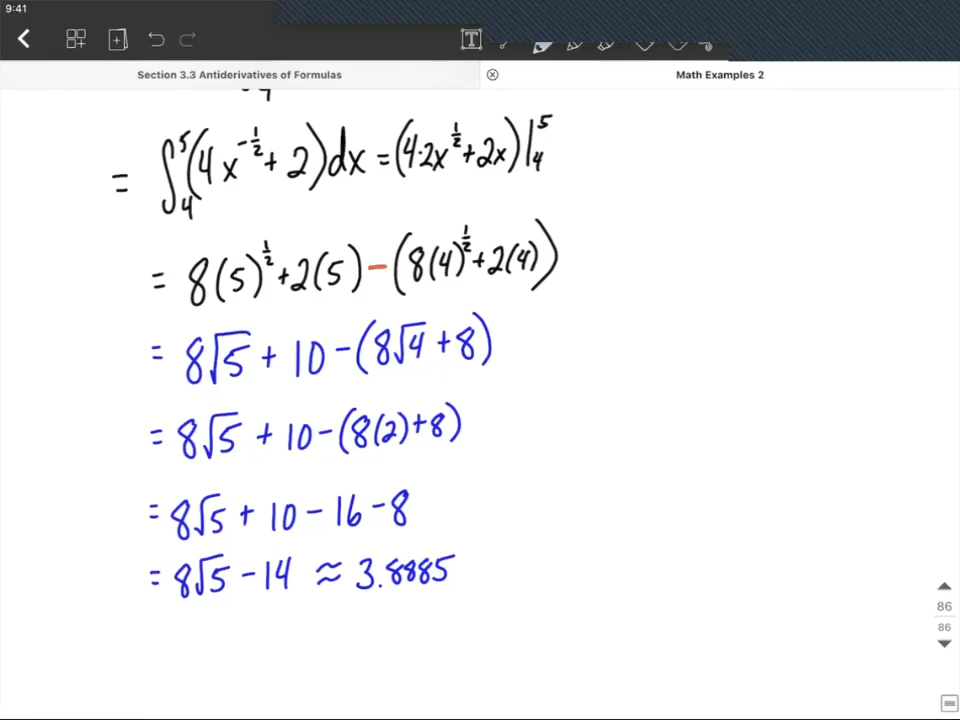 9:41
Section 3.3 Antiderivatives of Formulas
Math Examples 2
= ∫₄⁵(4x^(-1/2) + 2)dx = (4·2x^(1/2) + 2x)|₄⁵
= 8(5)^(1/2) + 2(5) - (8(4)^(1/2) + 2(4))
= 8√5 + 10 - (8√4 + 8)
= 8√5 + 10 - (8(2) + 8)
= 8√5 + 10 - 16 - 8
= 8√5 - 14 ≈ 3.8885
86
86